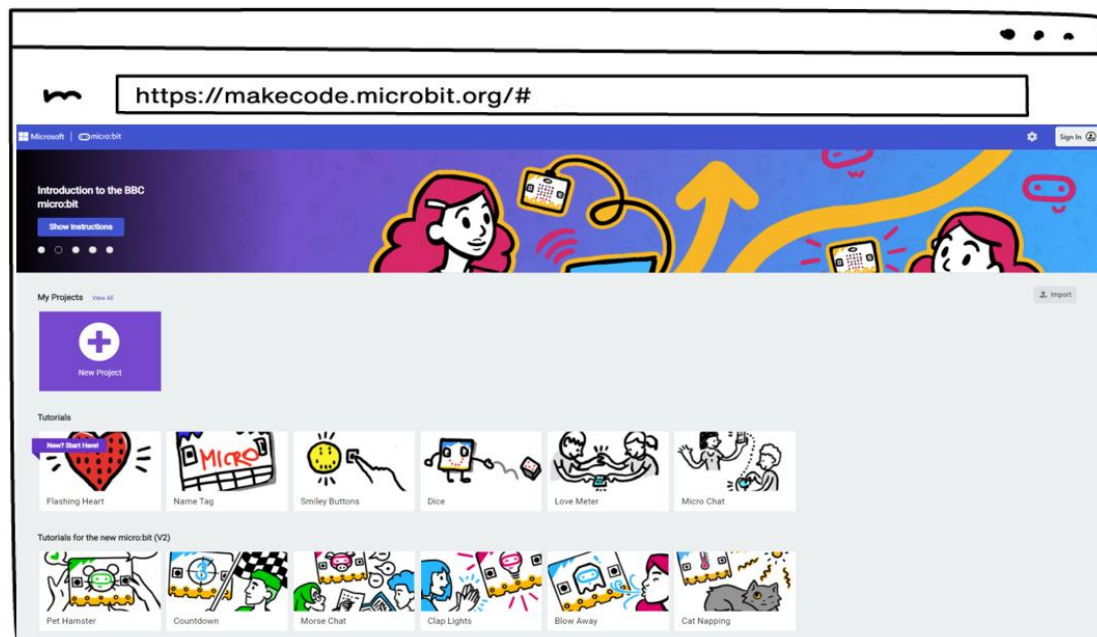 https://makecode.microbit.org/#
Microsoft | micro:bit
Sign In
Introduction to the BBC
micro:bit
Show Instructions
My Projects View All
Import
New Project
Tutorials
New? Start Here!
MICRO
Flashing Heart
Name Tag
Smiley Buttons
Dice
Love Meter
Micro Chat
Tutorials for the new micro:bit (V2)
3
Pet Hamster
Countdown
Morse Chat
Clap Lights
Blow Away
Cat Napping